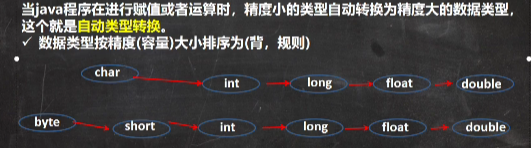 当java程序在进行赋值或者运算时，精度小的类型自动转换为精度大的数据类型，
这个就是自动类型转换。
✓ 数据类型按精度(容量)大小排序为(背，规则)
char int long float double
byte short int long float double